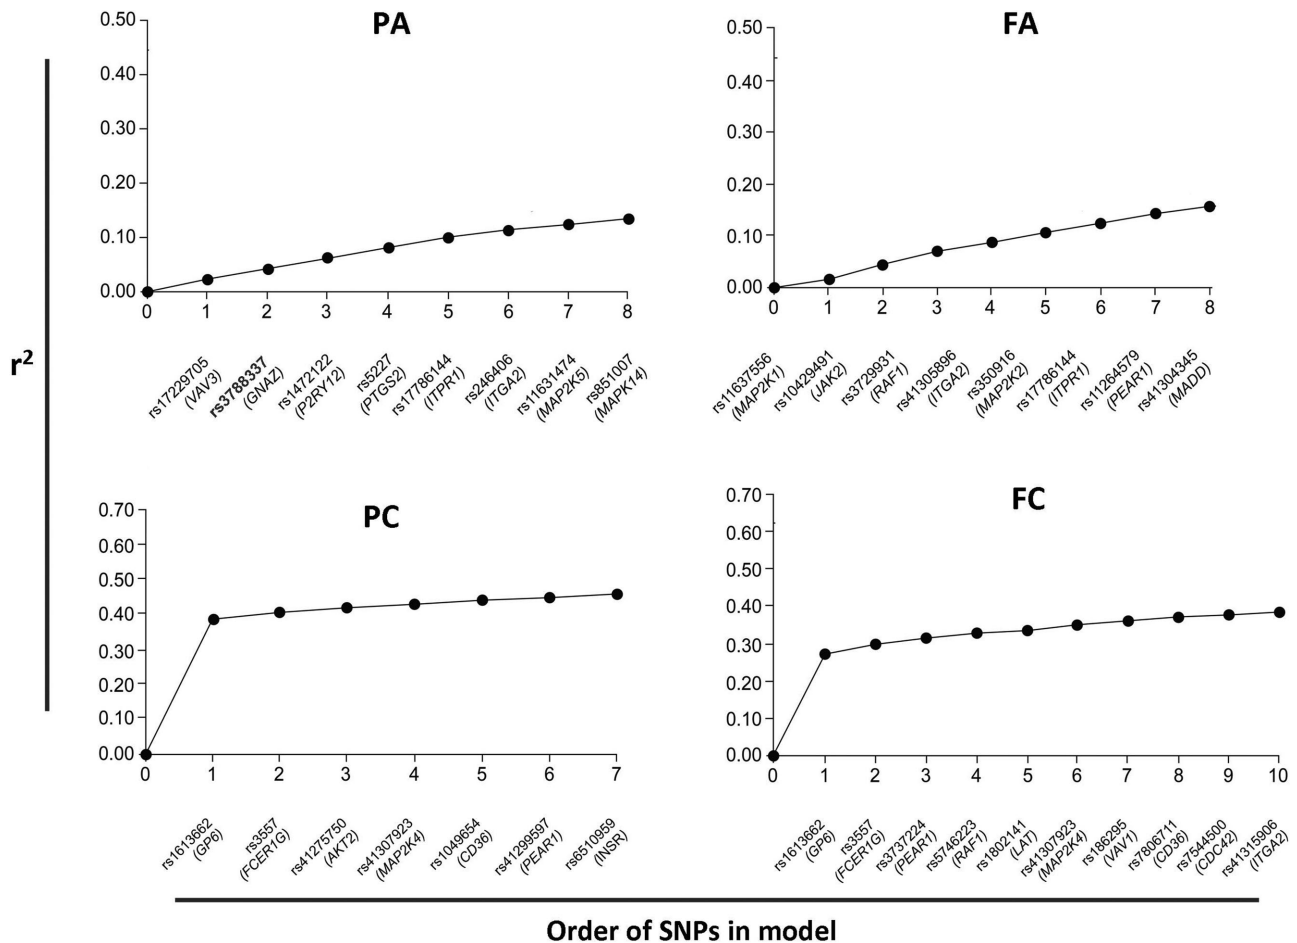 PA
0.50
0.40
0.30
0.20
0.10
0.00
0 1 2 3 4 5 6 7 8
rs17229705
(VAV3)
rs3788337
(GNAZ)
rs1472122
(P2RY12)
rs5227
(PTGS2)
rs17786144
(ITPR1)
rs246406
(ITGA2)
rs11631474
(MAP2K5)
rs851007
(MAPK14)
FA
0.50
0.40
0.30
0.20
0.10
0.00
0 1 2 3 4 5 6 7 8
rs11637556
(MAP2K1)
rs10429491
(JAK2)
rs3729931
(RAF1)
rs41305896
(ITGA2)
rs350916
(MAP2K2)
rs17786144
(ITPR1)
rs11264579
(PEAR1)
rs41304345
(MADD)
r²
PC
0.70
0.60
0.50
0.40
0.30
0.20
0.10
0.00
0 1 2 3 4 5 6 7
rs1613662
(GP6)
rs3557
(FCER1G)
rs41275750
(AKT2)
rs41307923
(MAP2K4)
rs1049654
(CD36)
rs41299597
(PEAR1)
rs6510959
(INSR)
FC
0.70
0.60
0.50
0.40
0.30
0.20
0.10
0.00
0 1 2 3 4 5 6 7 8 9 10
rs1613662
(GP6)
rs3557
(FCER1G)
rs3737224
(PEAR1)
rs5746223
(RAF1)
rs1802141
(LAT)
rs41307923
(MAP2K4)
rs186295
(VAV1)
rs7806711
(CD36)
rs7544500
(CDC42)
rs41315906
(ITGA2)
Order of SNPs in model